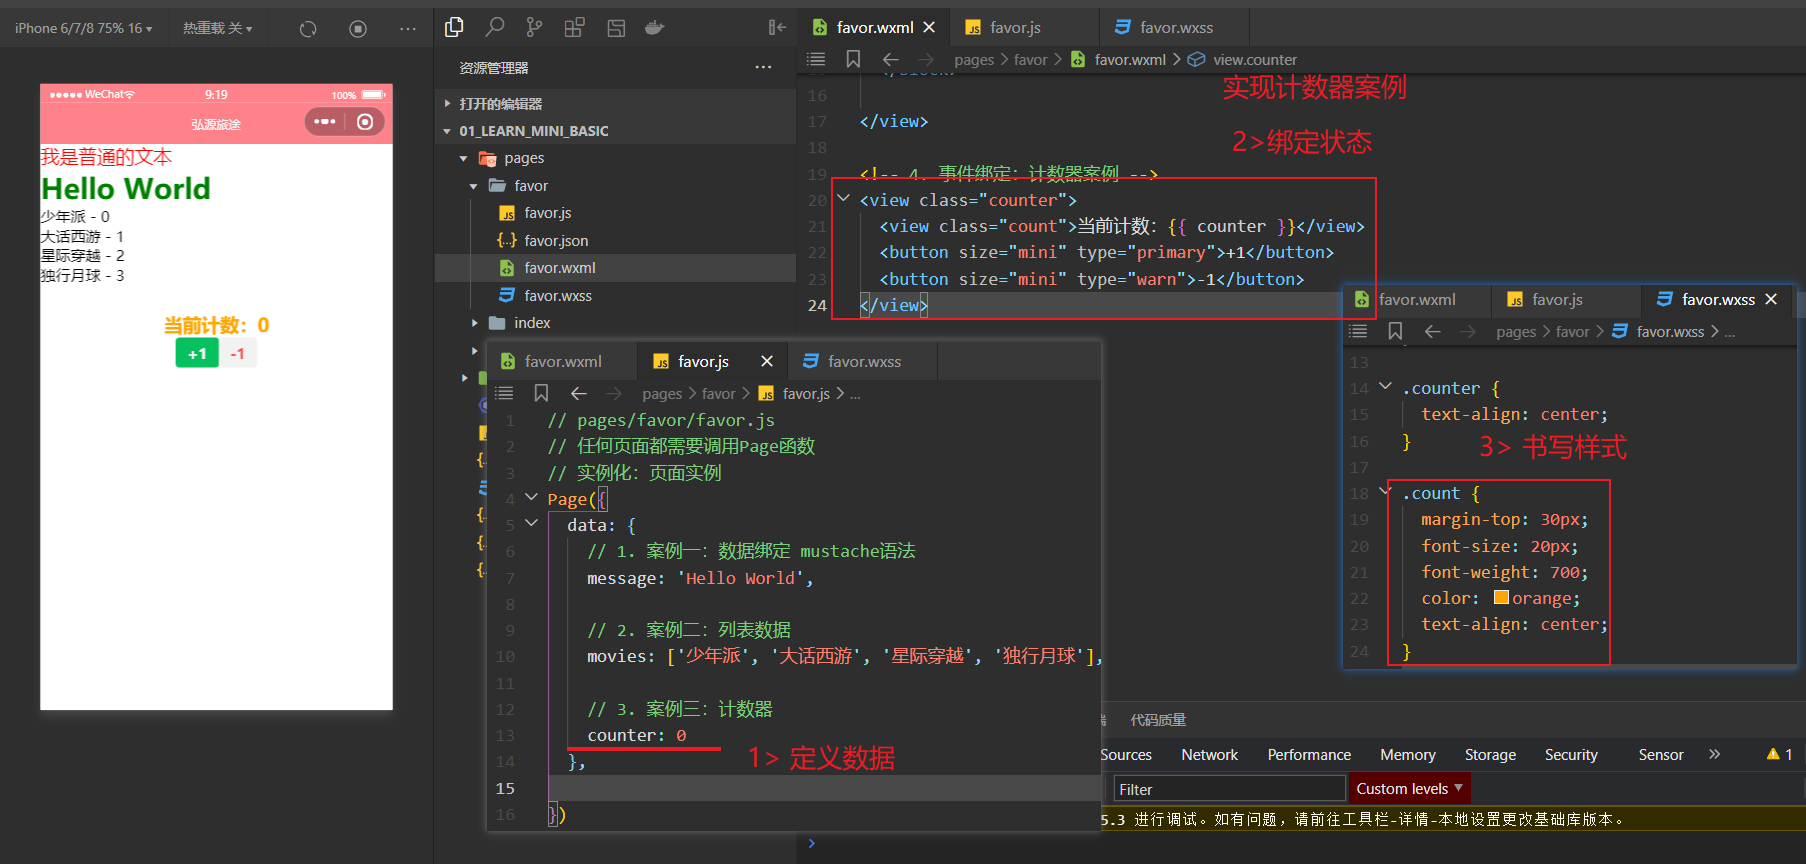 iPhone 6/7/8 75% 16
热重载 关
WeChat
9:19
100%
弘源旅途
我是普通的文本
Hello World
少年派 - 0
大话西游 - 1
星际穿越 - 2
独行月球 - 3
当前计数：0
+1
-1
资源管理器
打开的编辑器
01_LEARN_MINI_BASIC
pages
favor
favor.js
favor.json
favor.wxml
favor.wxss
index
favor.wxml
favor.js
favor.wxss
pages > favor > favor.wxml > view.counter
实现计数器案例
2>绑定状态
16
17 </view>
18
19 <!-- 4. 事件绑定：计数器案例 -->
20 <view class="counter">
21 <view class="count">当前计数：{{ counter }}</view>
22 <button size="mini" type="primary">+1</button>
23 <button size="mini" type="warn">-1</button>
24 </view>
favor.wxml
favor.js
favor.wxss
pages > favor > favor.js > ...
1 // pages/favor/favor.js
2 // 任何页面都需要调用Page函数
3 // 实例化：页面实例
4 Page({
5 data: {
6 // 1. 案例一：数据绑定 mustache语法
7 message: 'Hello World',
8
9 // 2. 案例二：列表数据
10 movies: ['少年派', '大话西游', '星际穿越', '独行月球'],
11
12 // 3. 案例三：计数器
13 counter: 0
14 },
15
16 })
1> 定义数据
favor.wxml
favor.js
favor.wxss
pages > favor > favor.wxss > ...
13
14 .counter {
15 text-align: center;
16 }
17
3> 书写样式
18 .count {
19 margin-top: 30px;
20 font-size: 20px;
21 font-weight: 700;
22 color: orange;
23 text-align: center;
24 }
代码质量
Sources
Network
Performance
Memory
Storage
Security
Sensor
1
Filter
Custom levels
5.3 进行调试。如有问题，请前往工具栏-详情-本地设置更改基础库版本。